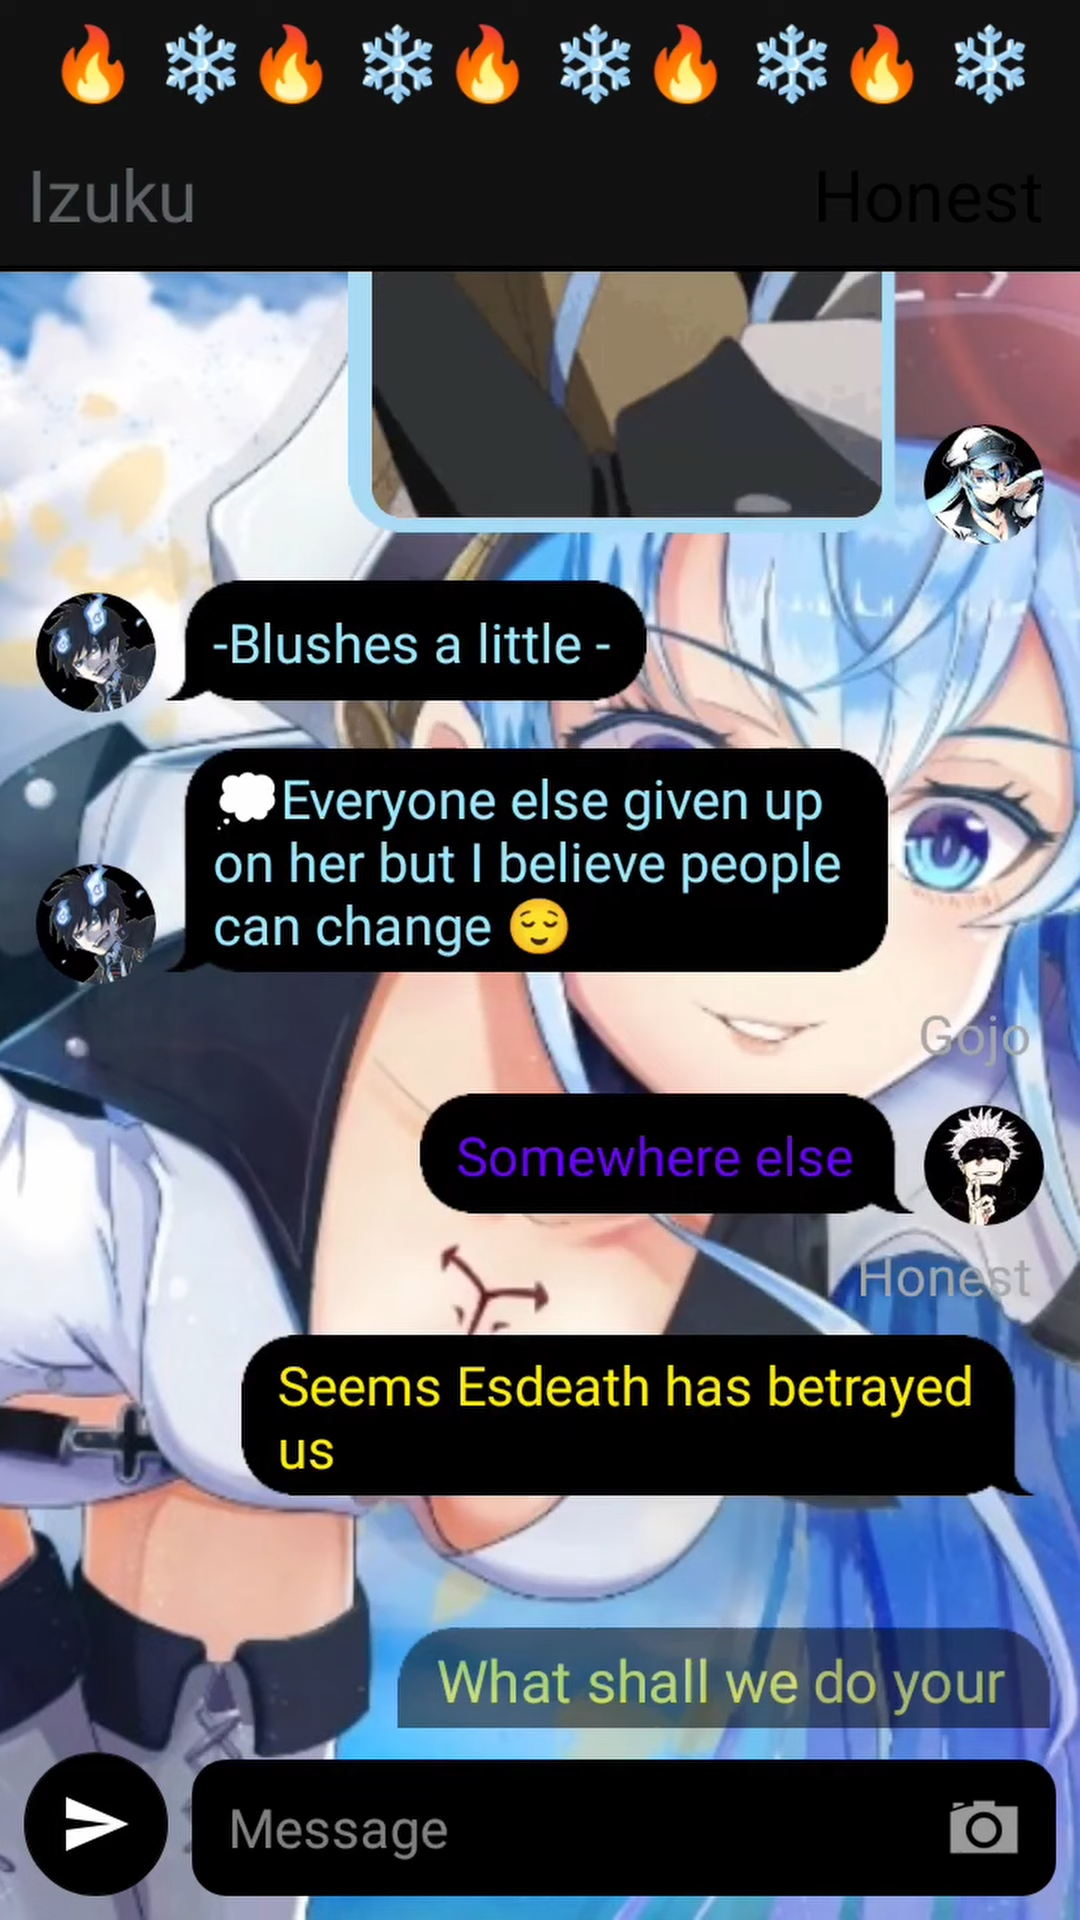 🔥 ❄️🔥 ❄️🔥 ❄️🔥 ❄️🔥 ❄️
Izuku
Honest
-Blushes a little -
💭Everyone else given up
on her but I believe people
can change 😌
Gojo
Somewhere else
Honest
Seems Esdeath has betrayed
us
What shall we do your
Message